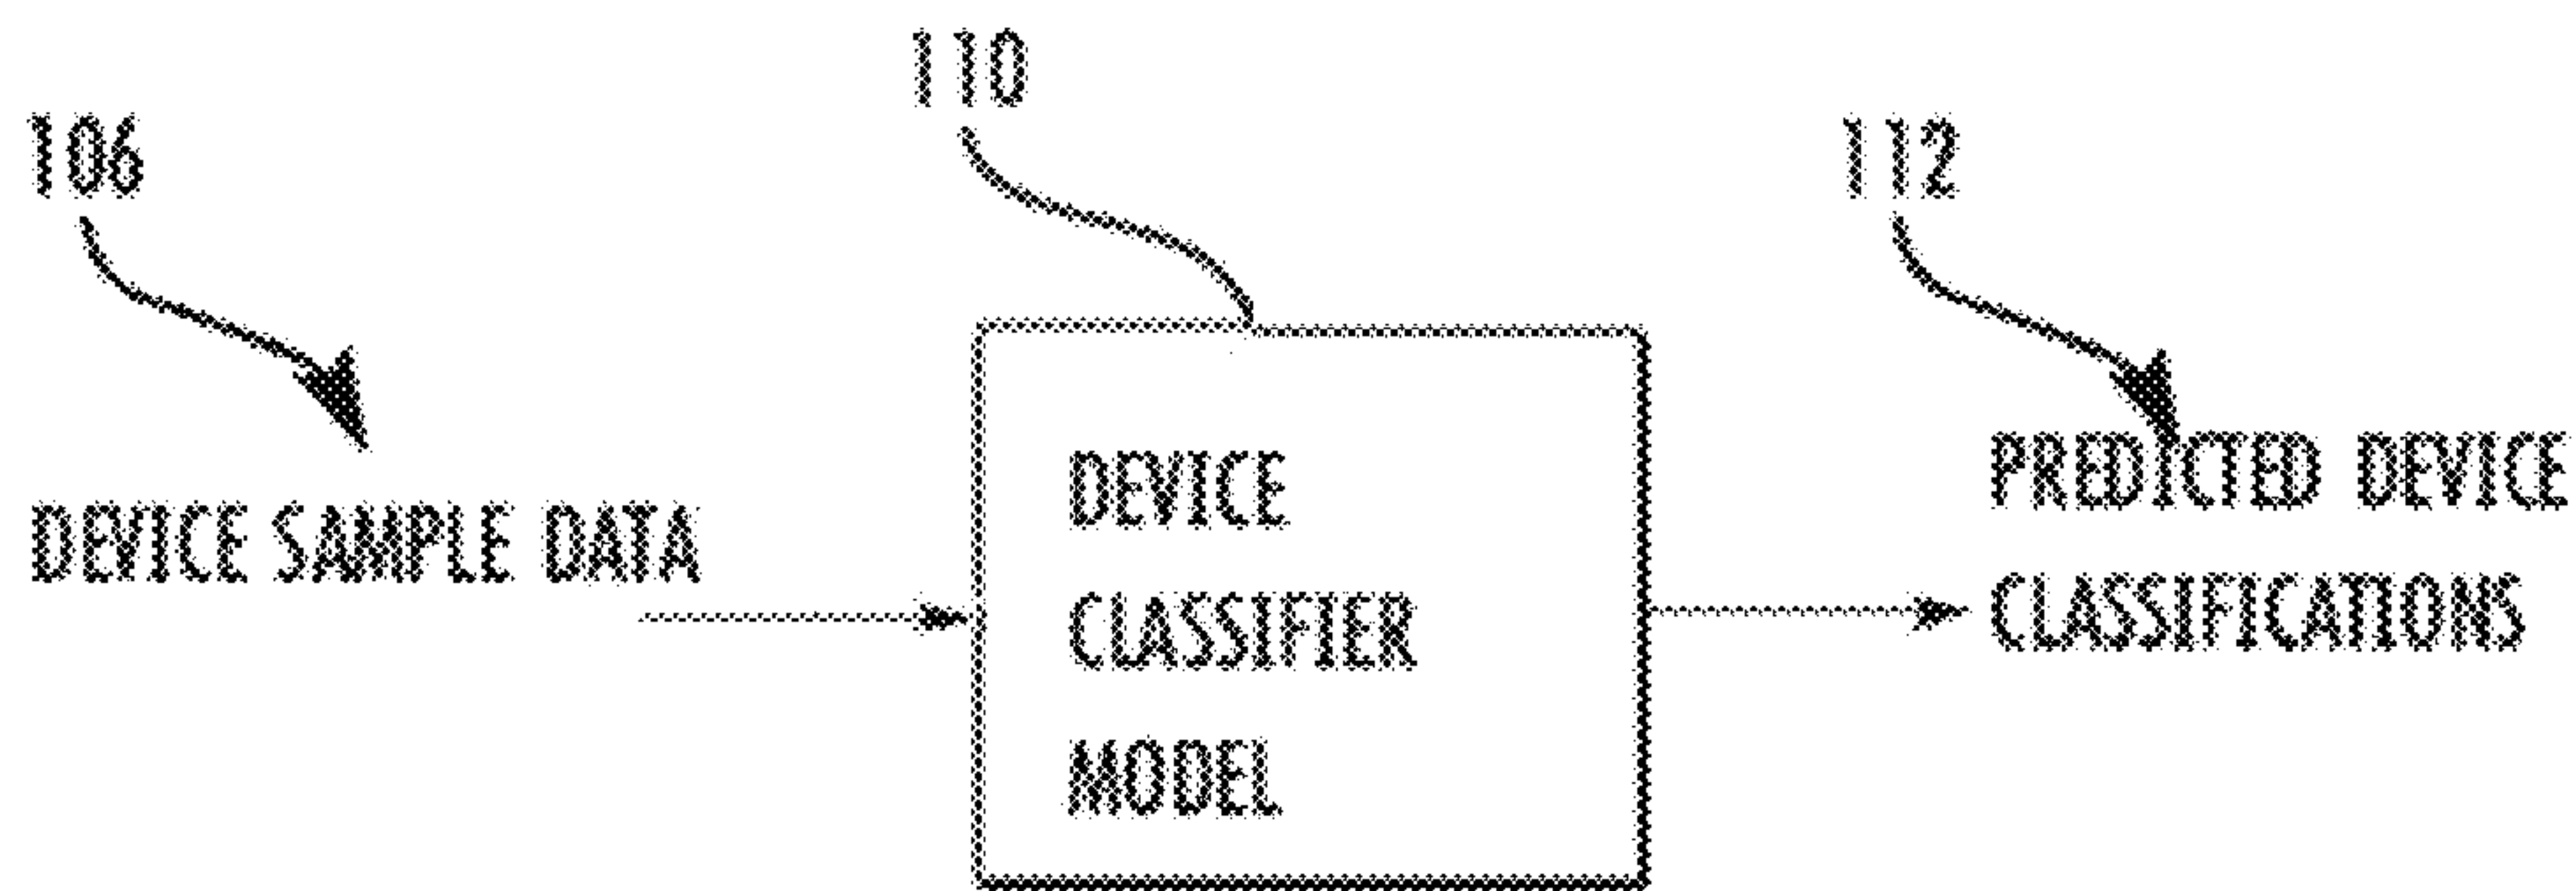 110
106
112
DEVICE SAMPLE DATA
DEVICE
CLASSIFIER
MODEL
PREDICTED DEVICE
CLASSIFICATIONS